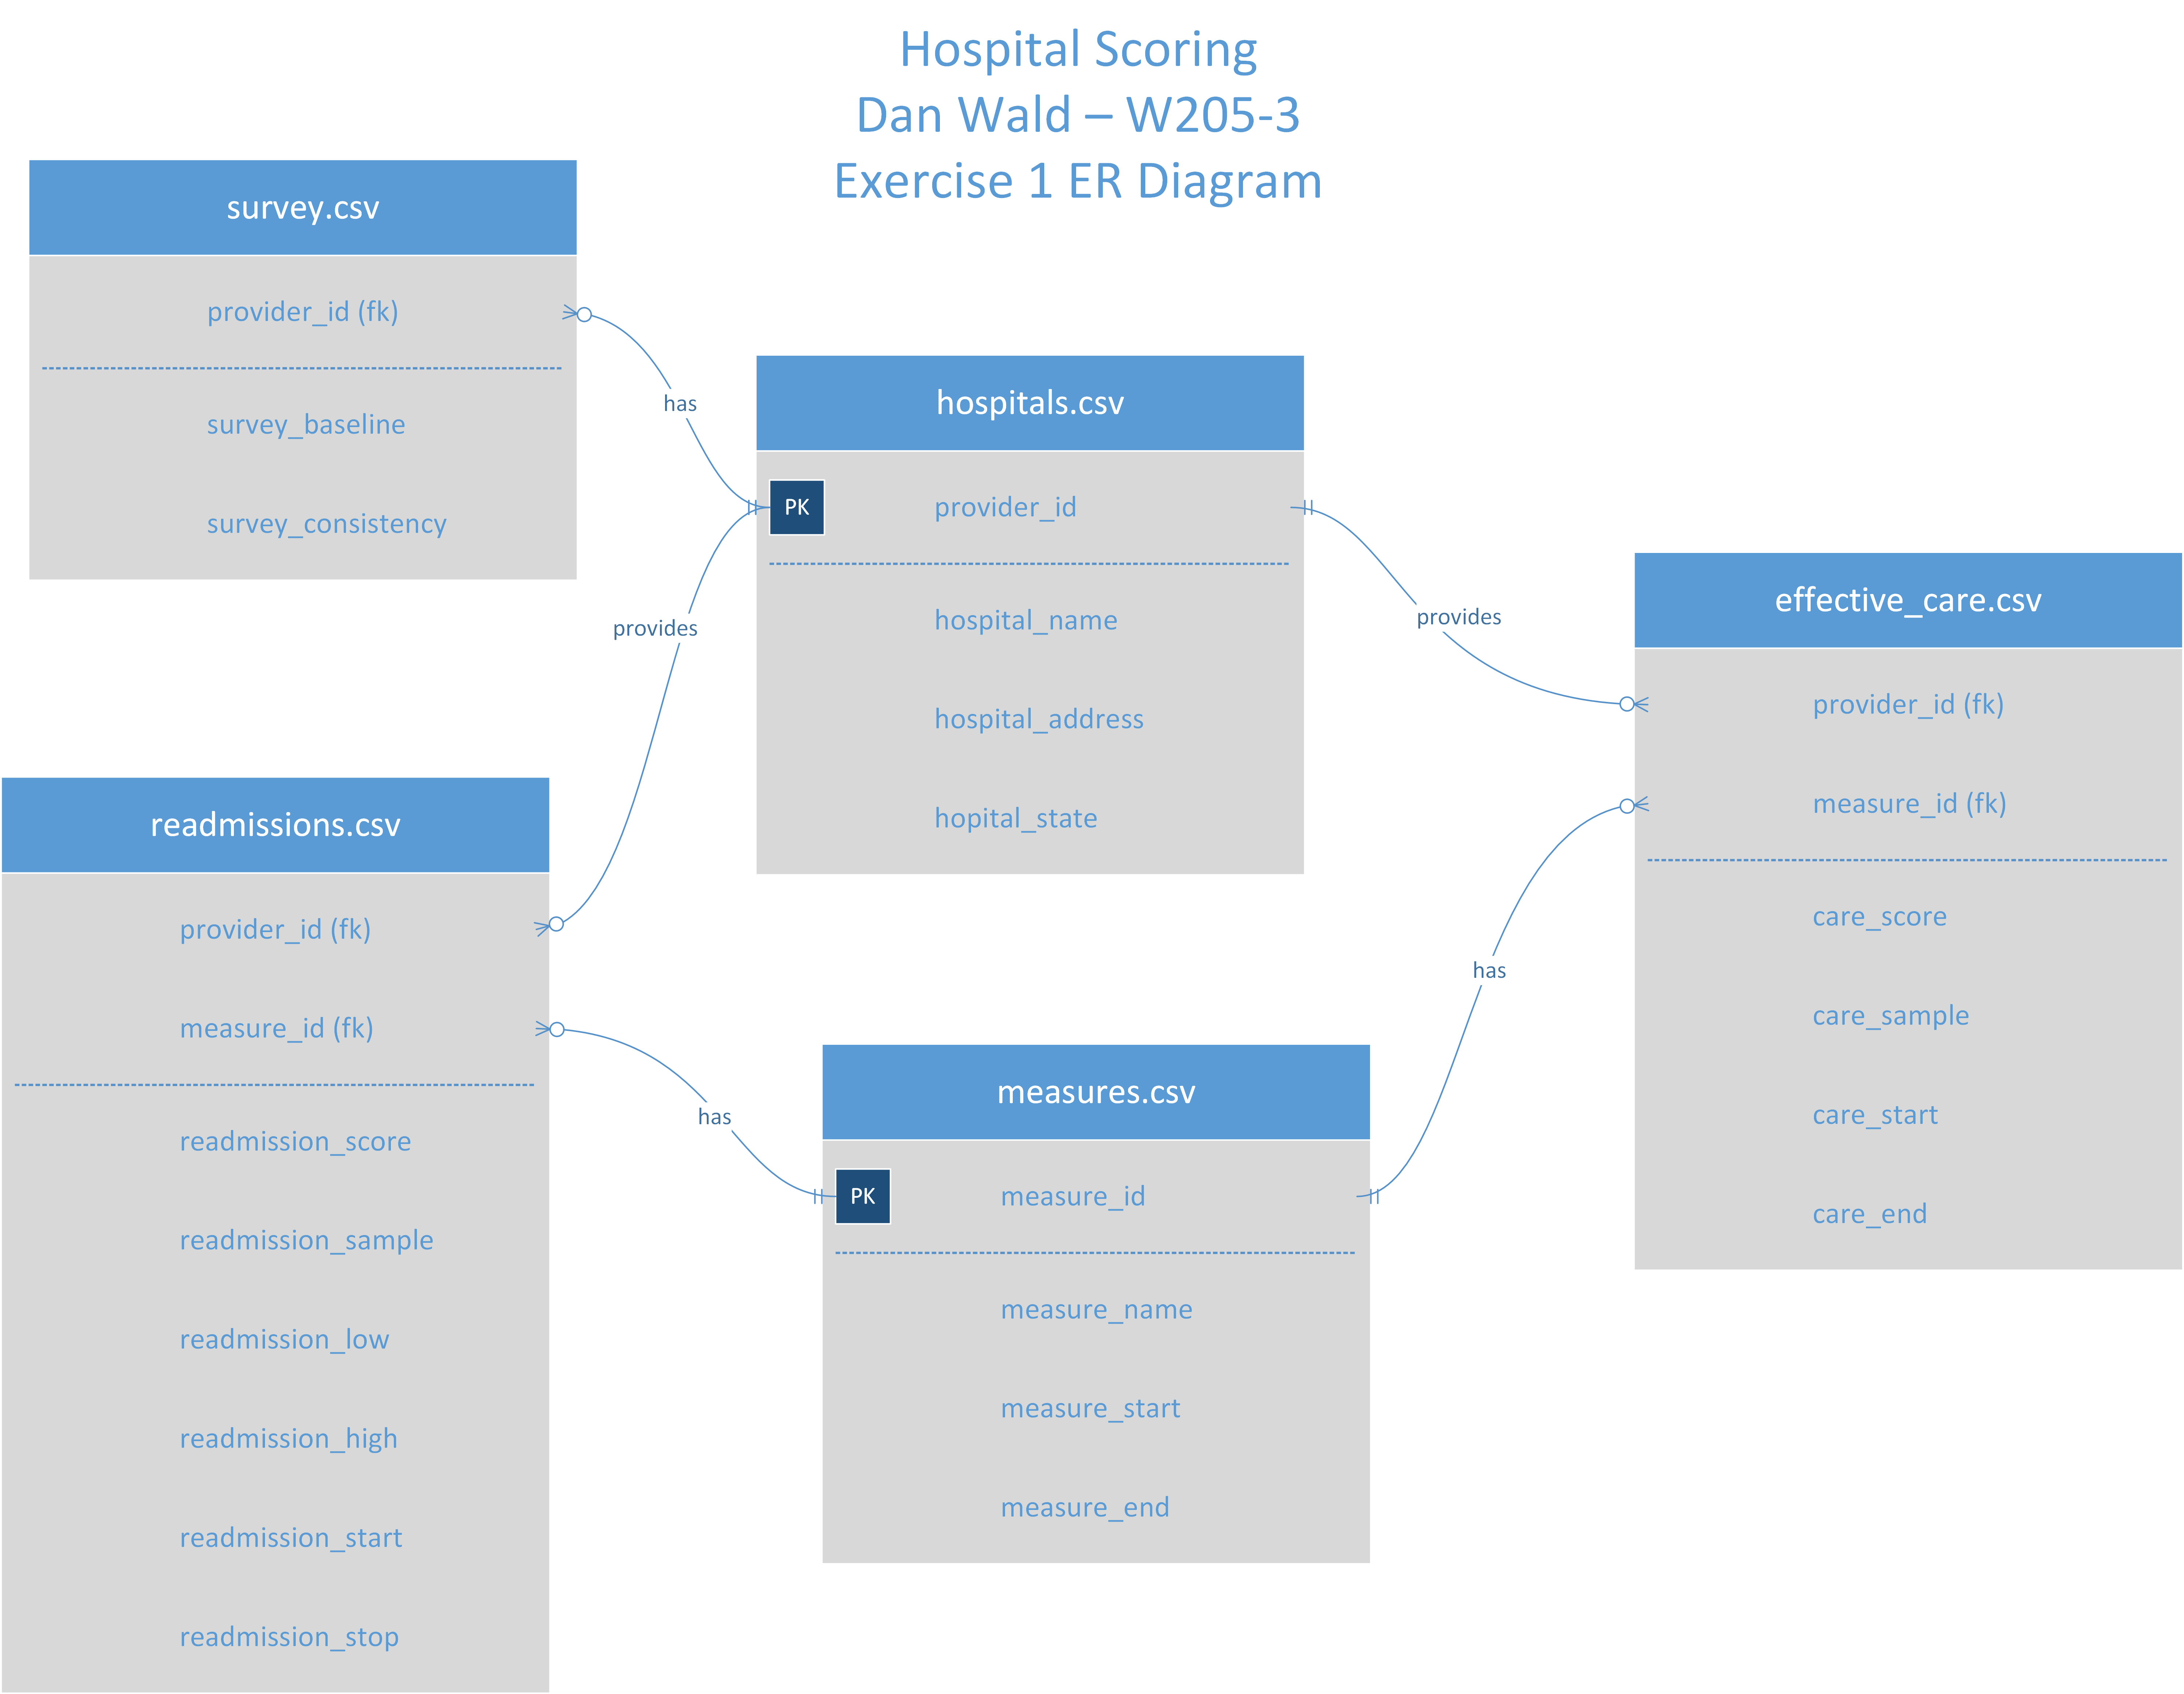 Hospital Scoring
Dan Wald – W205-3
Exercise 1 ER Diagram
survey.csv
provider_id (fk)
survey_baseline
survey_consistency
has
hospitals.csv
PK
provider_id
hospital_name
hospital_address
hopital_state
provides
provides
effective_care.csv
provider_id (fk)
measure_id (fk)
care_score
care_sample
care_start
care_end
has
readmissions.csv
provider_id (fk)
measure_id (fk)
readmission_score
readmission_sample
readmission_low
readmission_high
readmission_start
readmission_stop
has
measures.csv
PK
measure_id
measure_name
measure_start
measure_end